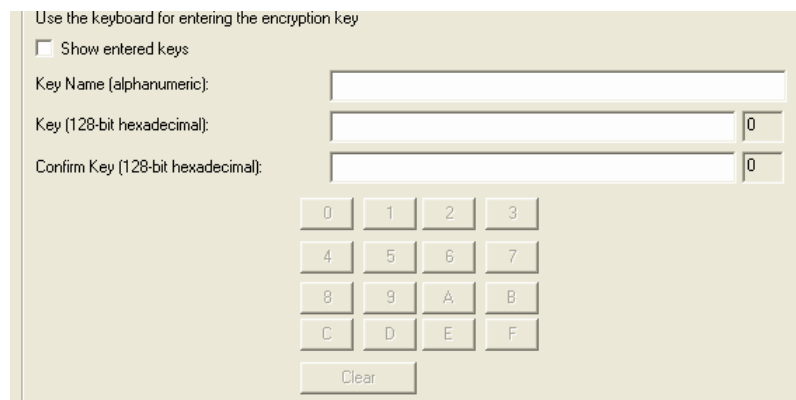 Use the keyboard for entering the encryption key
Show entered keys
Key Name (alphanumeric):
Key (128-bit hexadecimal): 0
Confirm Key (128-bit hexadecimal): 0
0 1 2 3
4 5 6 7
8 9 A B
C D E F
Clear